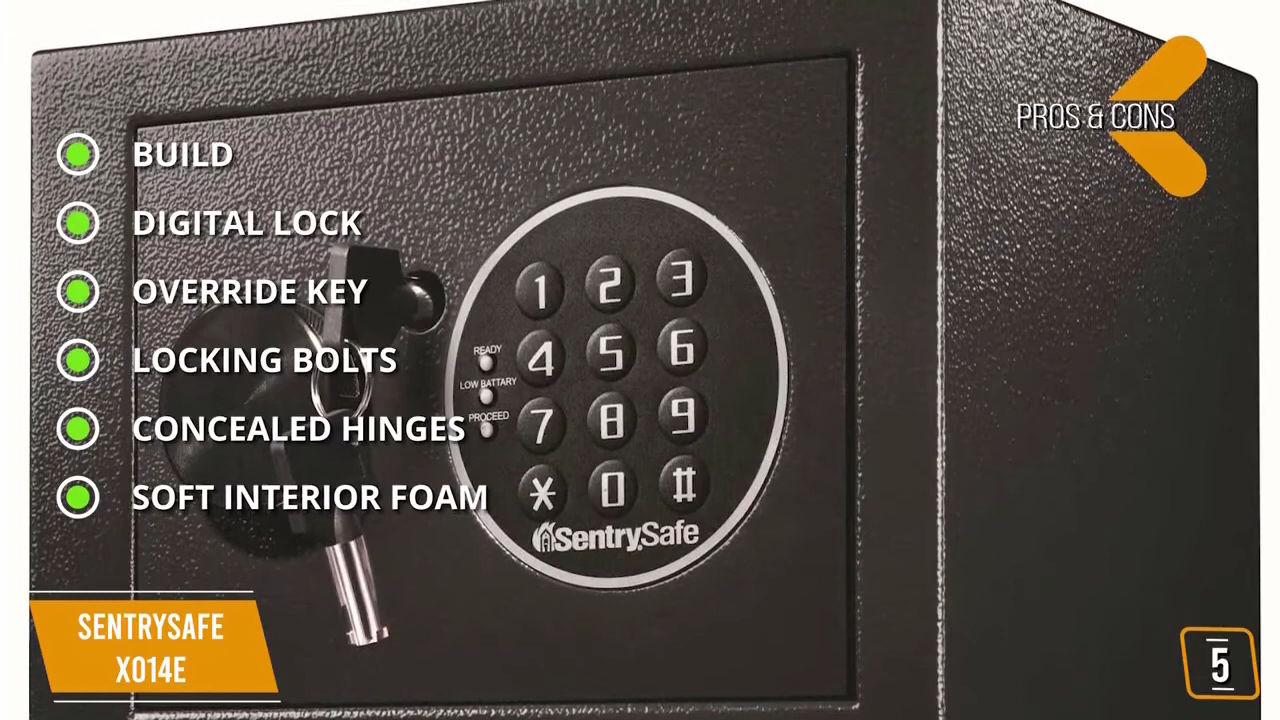 PROS & CONS
BUILD
DIGITAL LOCK
OVERRIDE KEY
LOCKING BOLTS
CONCEALED HINGES
SOFT INTERIOR FOAM
1 2 3
READY
4 5 6
LOW BATTARY
PROCEED
7 8 9
* 0 #
SentrySafe
SENTRYSAFE
X014E
5